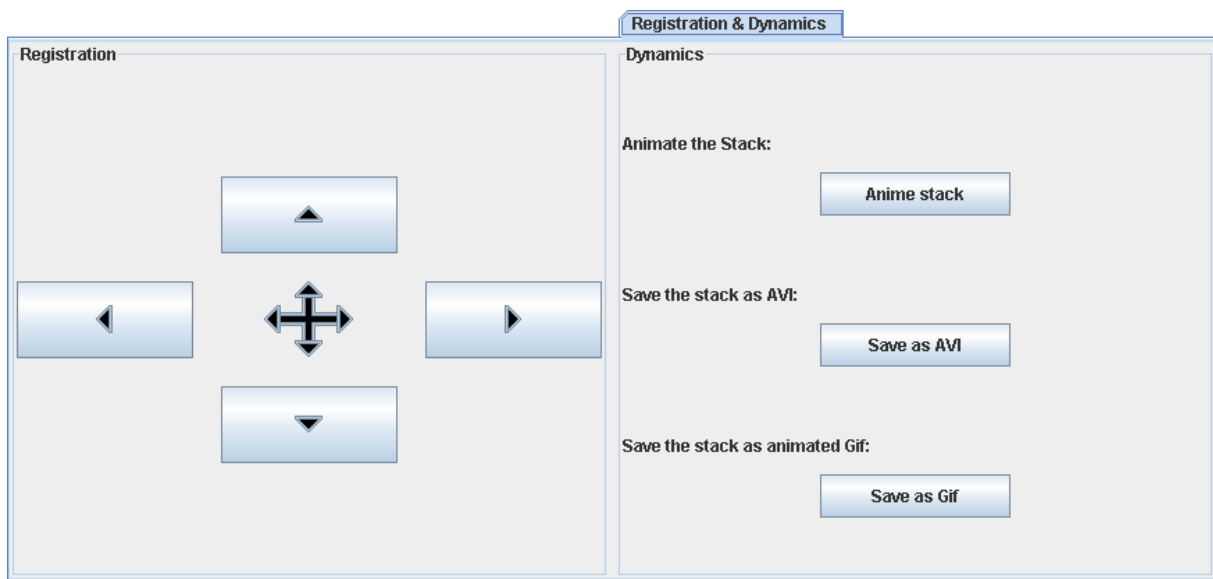 Registration & Dynamics
Registration
Dynamics
Animate the Stack:
Anime stack
Save the stack as AVI:
Save as AVI
Save the stack as animated Gif:
Save as Gif